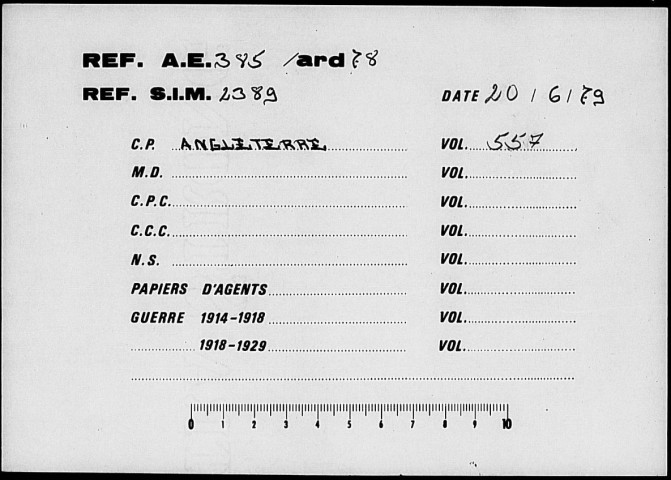 REF. A.E. 385 /ard 78
REF. S.I.M. 2389 DATE 20 / 6 / 79
C.P. ANGLETERRE VOL. 557
M.D. VOL.
C.P.C. VOL.
C.C.C. VOL.
N.S. VOL.
PAPIERS D'AGENTS VOL.
GUERRE 1914-1918 VOL.
1918-1929 VOL.
0 1 2 3 4 5 6 7 8 9 10